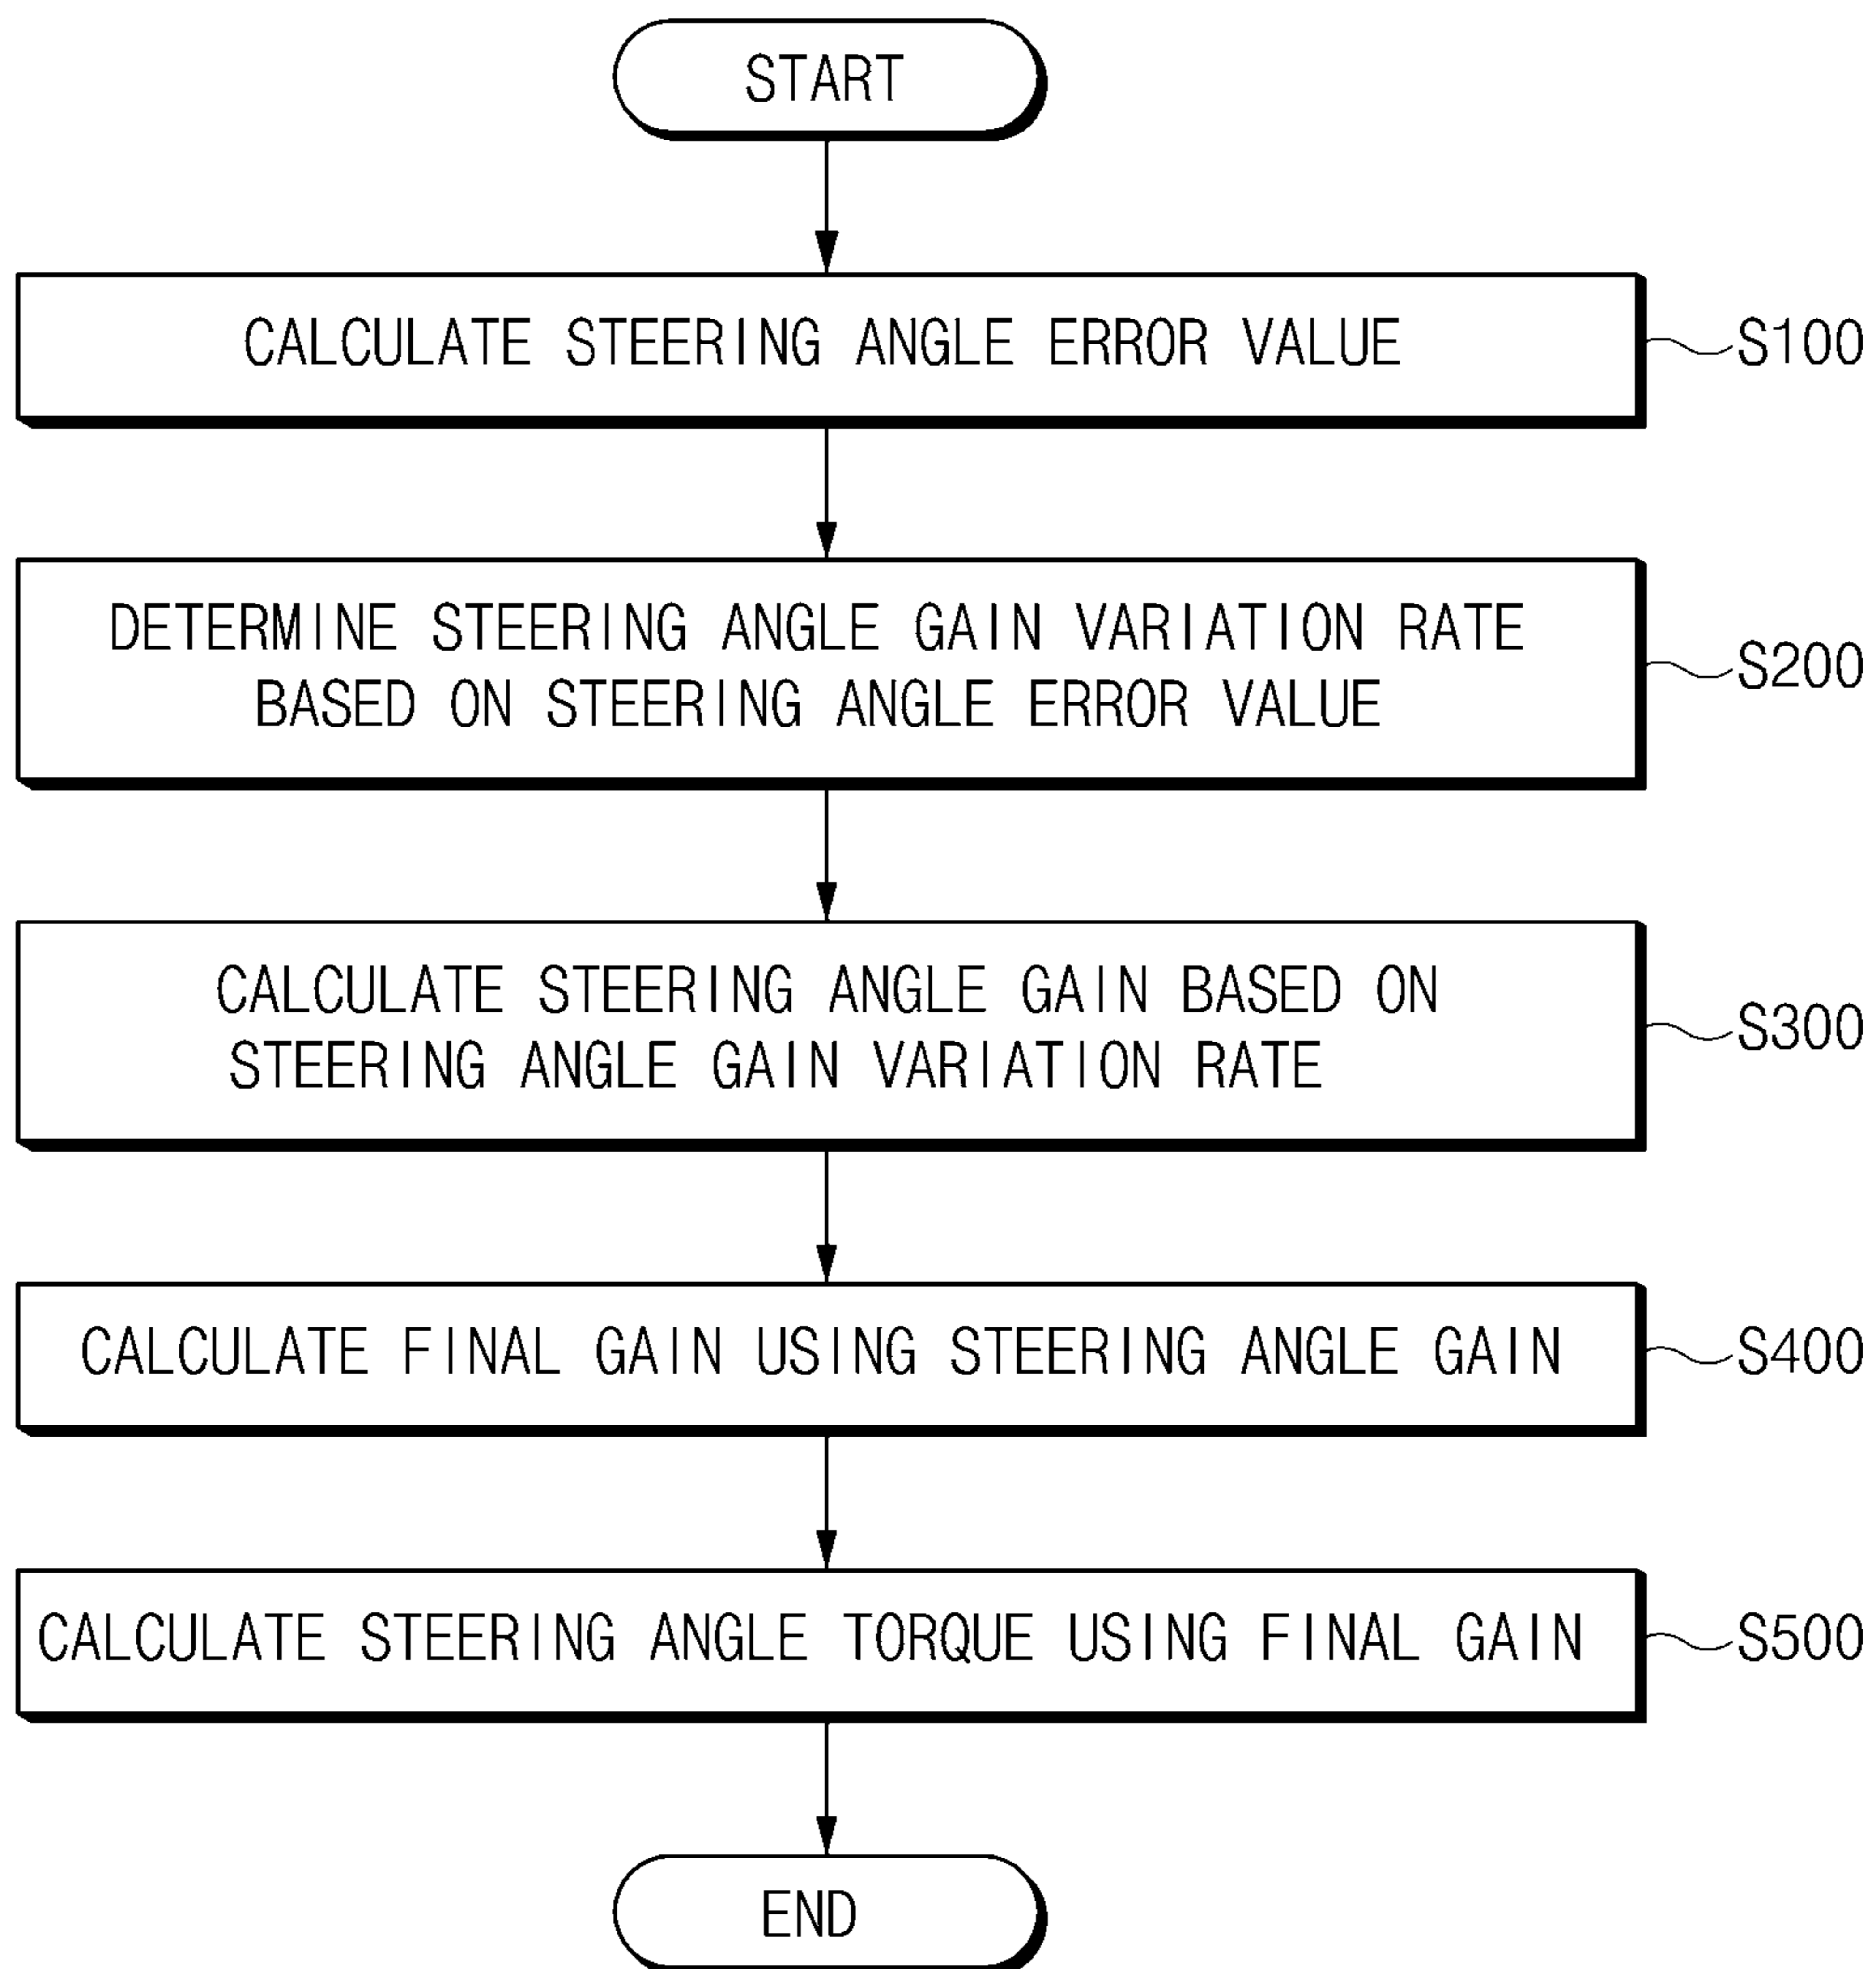 START
CALCULATE STEERING ANGLE ERROR VALUE
S100
DETERMINE STEERING ANGLE GAIN VARIATION RATE
BASED ON STEERING ANGLE ERROR VALUE
S200
CALCULATE STEERING ANGLE GAIN BASED ON
STEERING ANGLE GAIN VARIATION RATE
S300
CALCULATE FINAL GAIN USING STEERING ANGLE GAIN
S400
CALCULATE STEERING ANGLE TORQUE USING FINAL GAIN
S500
END